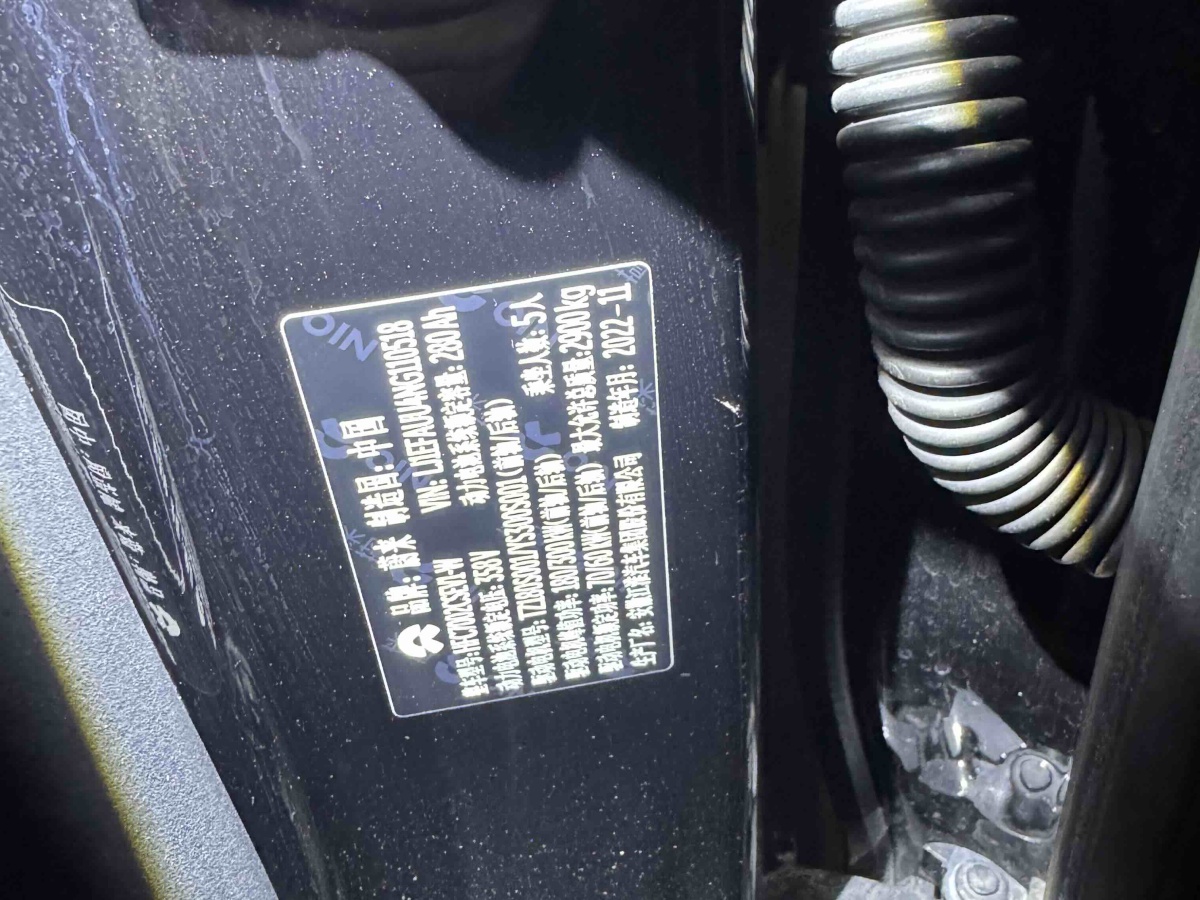 品牌: 蔚来 制造国: 中国
整车型号: HFC7002CSEV1-W VIN: LJ1EFAUU4NG110518
动力电池系统额定电压: 358V 动力电池系统额定容量: 280Ah
驱动电机型号: TZ180S001/YS300S001(前轴/后轴)
驱动电机峰值功率: 180/300kW(前轴/后轴) 乘坐人数: 5人
驱动电机额定功率: 70/60kW(前轴/后轴) 最大允许总质量: 2900kg
生产厂名: 安徽江淮汽车集团股份有限公司 制造年月: 2022-11
NIO